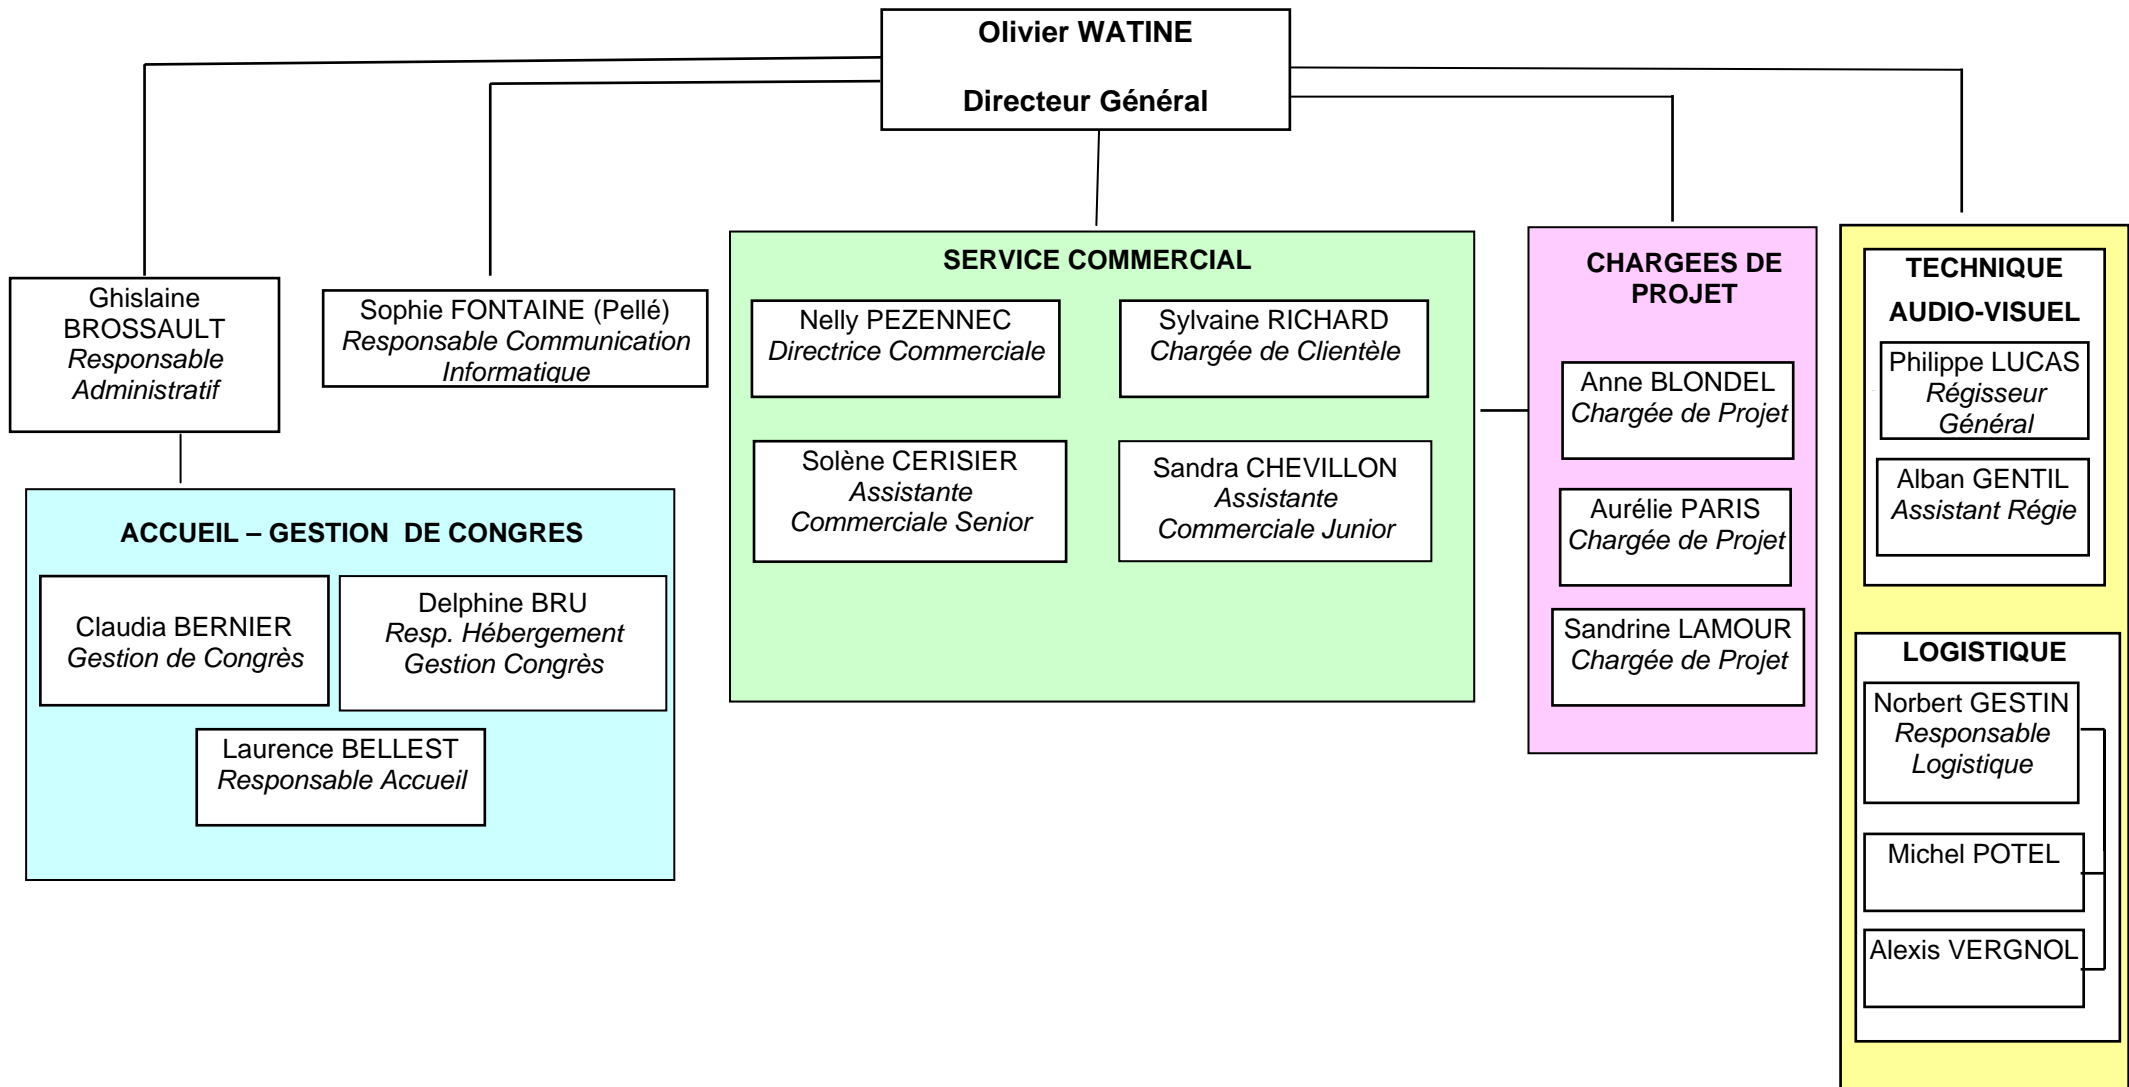 Olivier WATINE
Directeur Général
Ghislaine
BROSSAULT
Responsable
Administratif
Sophie FONTAINE (Pellé)
Responsable Communication
Informatique
ACCUEIL – GESTION  DE CONGRES
Claudia BERNIER
Gestion de Congrès
Delphine BRU
Resp. Hébergement
Gestion Congrès
Laurence BELLEST
Responsable Accueil
SERVICE COMMERCIAL
Nelly PEZENNEC
Directrice Commerciale
Sylvaine RICHARD
Chargée de Clientèle
Solène CERISIER
Assistante
Commerciale Senior
Sandra CHEVILLON
Assistante
Commerciale Junior
CHARGEES DE
PROJET
Anne BLONDEL
Chargée de Projet
Aurélie PARIS
Chargée de Projet
Sandrine LAMOUR
Chargée de Projet
TECHNIQUE
AUDIO-VISUEL
Philippe LUCAS
Régisseur
Général
Alban GENTIL
Assistant Régie
LOGISTIQUE
Norbert GESTIN
Responsable
Logistique
Michel POTEL
Alexis VERGNOL